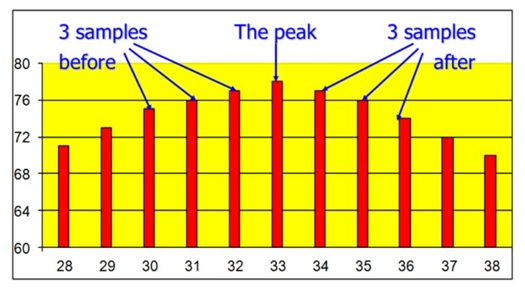 3 samples
before
The peak
3 samples
after
80
76
72
68
64
60
28 29 30 31 32 33 34 35 36 37 38